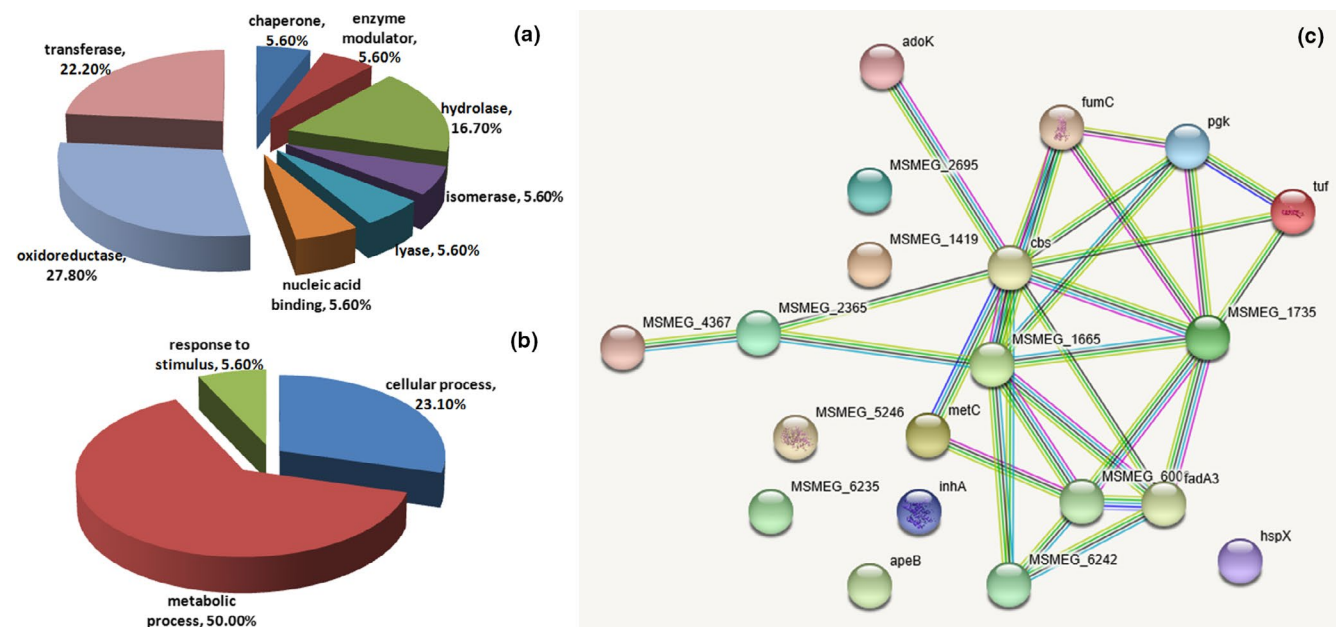 (a)
chaperone,
5.60%
enzyme
modulator,
5.60%
transferase,
22.20%
hydrolase,
16.70%
isomerase, 5.60%
lyase, 5.60%
nucleic acid
binding, 5.60%
oxidoreductase,
27.80%
(b)
response to
stimulus, 5.60%
cellular process,
23.10%
metabolic
process, 50.00%
(c)
adoK
fumC
pgk
MSMEG_2695
tuf
MSMEG_1419
cbs
MSMEG_2365
MSMEG_4367
MSMEG_1735
MSMEG_1665
metC
MSMEG_5246
MSMEG_600
fadA3
MSMEG_6235
inhA
hspX
MSMEG_6242
apeB